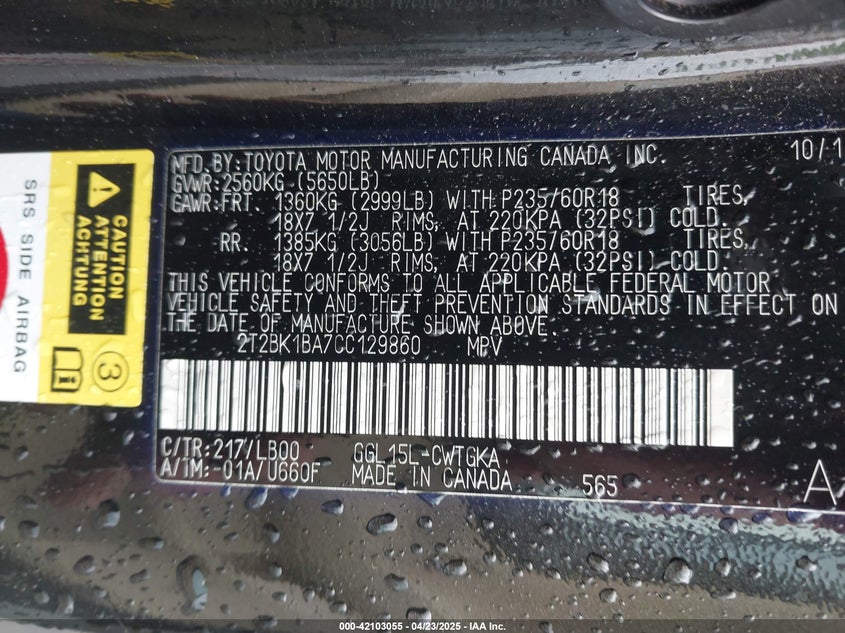 MFD.BY:TOYOTA MOTOR MANUFACTURING CANADA INC. 10/1
GVWR:2560KG (5650LB)
GAWR:FRT. 1360KG (2999LB) WITH P235/60R18 TIRES,
18X7 1/2J RIMS, AT 220KPA (32PSI) COLD.
RR. 1385KG (3056LB) WITH P235/60R18 TIRES,
18X7 1/2J RIMS, AT 220KPA (32PSI) COLD.
THIS VEHICLE CONFORMS TO ALL APPLICABLE FEDERAL MOTOR
VEHICLE SAFETY AND THEFT PREVENTION STANDARDS IN EFFECT ON
THE DATE OF MANUFACTURE SHOWN ABOVE.
2T2BK1BA7CC129860 MPV
C/TR:217/LB00 GGL15L-CWTGKA
A/TM:-01A/U660F MADE IN CANADA 565
A
SRS SIDE AIRBAG
CAUTION
ATTENTION
ACHTUNG
3
000-42103055 - 04/23/2025 - IAA Inc.